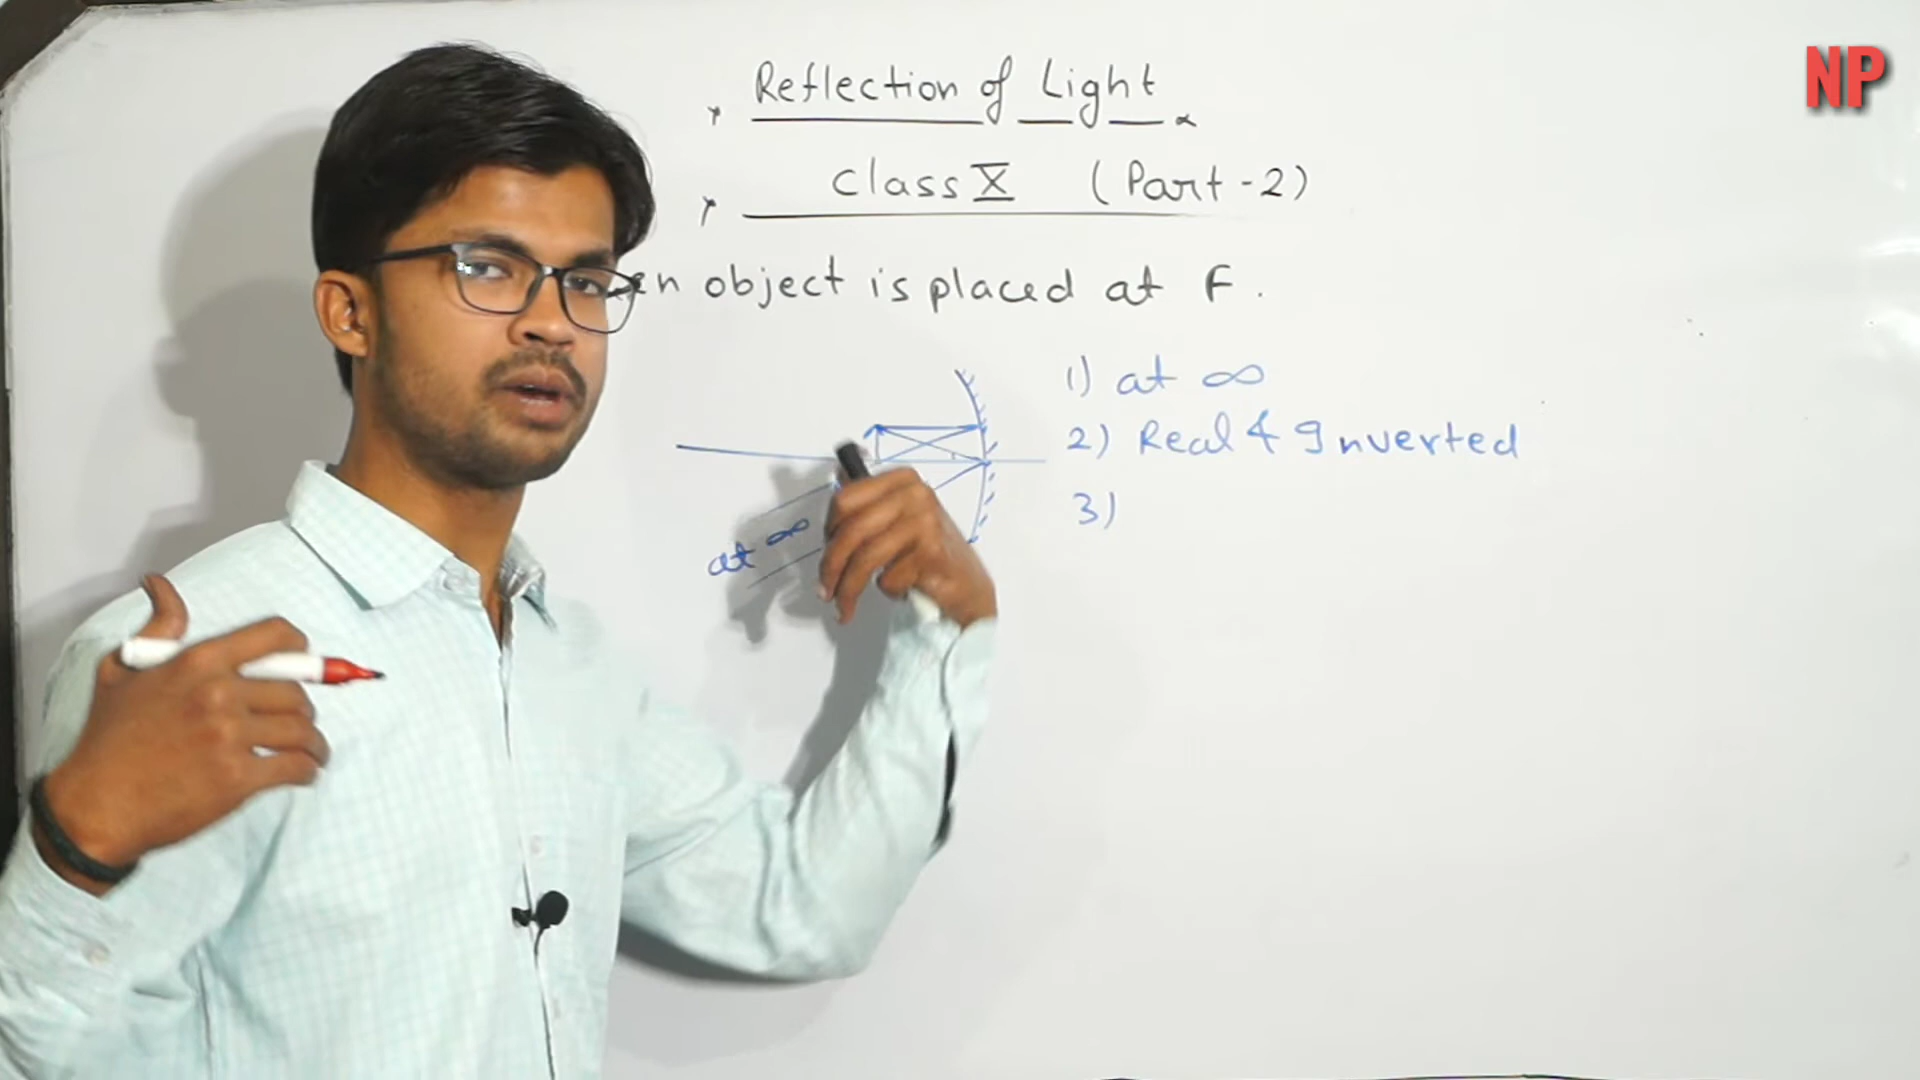 Reflection of Light
Class X (Part-2)
en object is placed at F.
1) at ∞
2) Real & Inverted
3)
at ∞
NP